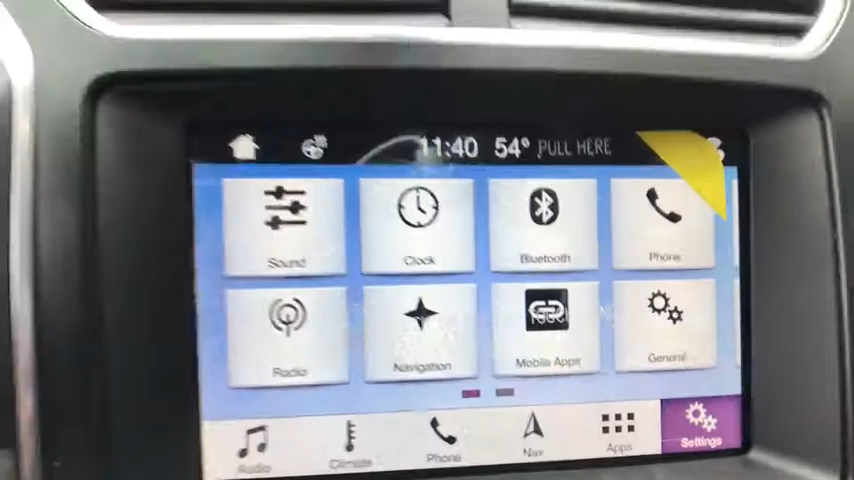 11:40 54° PULL HERE
Sound Clock Bluetooth Phone
Radio Navigation Mobile Apps General
Audio Climate Phone Nav Apps Settings